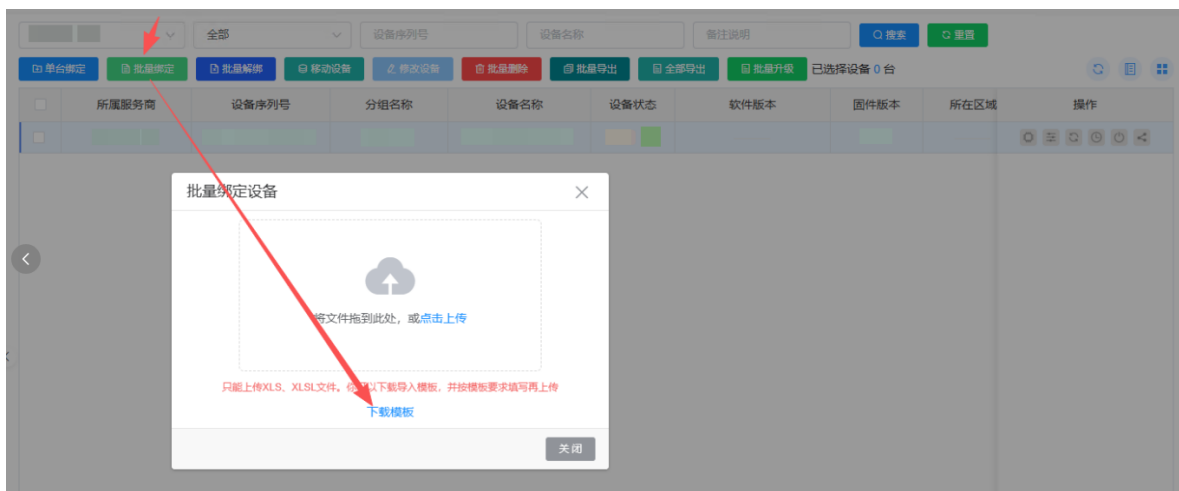 全部 设备序列号 设备名称 备注说明 搜索 重置
单台绑定 批量绑定 批量解绑 移动设备 修改设备 批量删除 批量导出 全部导出 批量升级 已选择设备 0 台
所属服务商 设备序列号 分组名称 设备名称 设备状态 软件版本 固件版本 所在区域 操作
批量绑定设备
将文件拖到此处，或点击上传
只能上传XLS、XLSL文件。你可以下载导入模板，并按模板要求填写再上传
下载模板
关闭